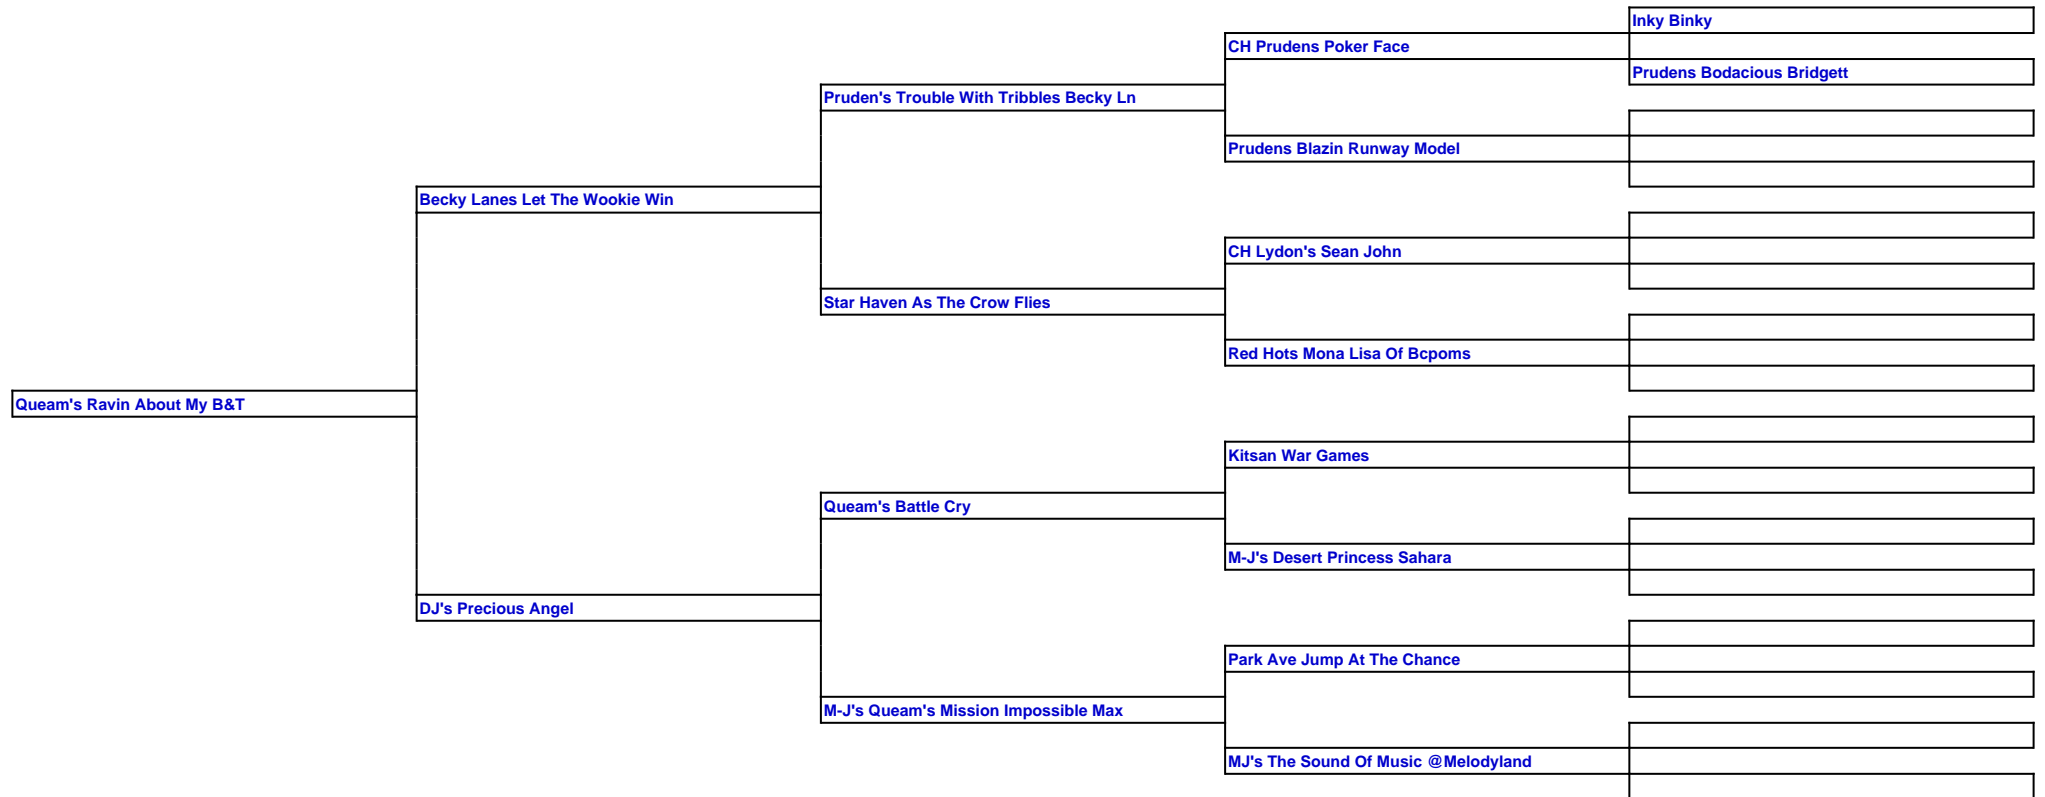 Inky Binky
CH Prudens Poker Face
Prudens Bodacious Bridgett
Pruden's Trouble With Tribbles Becky Ln
Prudens Blazin Runway Model
Becky Lanes Let The Wookie Win
CH Lydon's Sean John
Star Haven As The Crow Flies
Red Hots Mona Lisa Of Bcpoms
Queam's Ravin About My B&T
Kitsan War Games
Queam's Battle Cry
M-J's Desert Princess Sahara
DJ's Precious Angel
Park Ave Jump At The Chance
M-J's Queam's Mission Impossible Max
MJ's The Sound Of Music @Melodyland